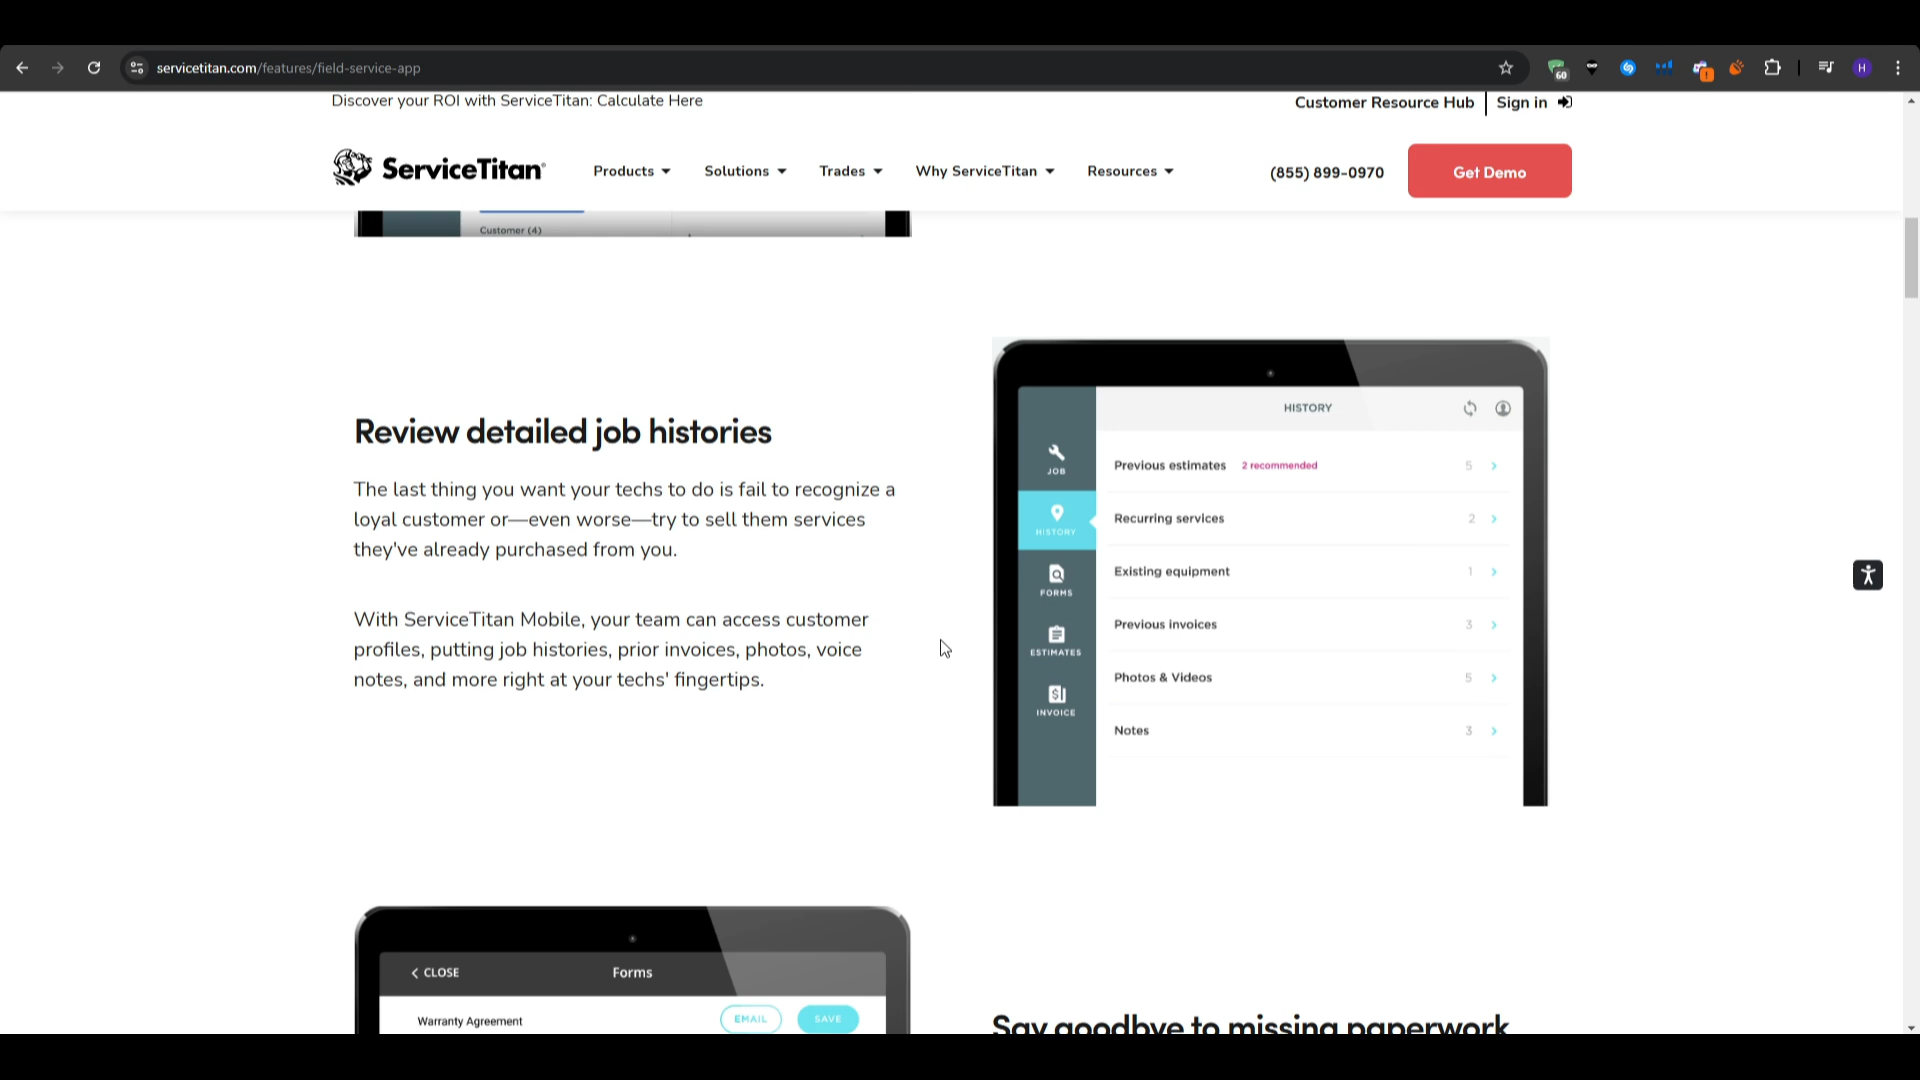 servicetitan.com/features/field-service-app
60
H
Discover your ROI with ServiceTitan: Calculate Here
Customer Resource Hub
Sign in
ServiceTitan
Products
Solutions
Trades
Why ServiceTitan
Resources
(855) 899-0970
Get Demo
Customer (4)
Review detailed job histories
The last thing you want your techs to do is fail to recognize a
loyal customer or—even worse—try to sell them services
they've already purchased from you.
With ServiceTitan Mobile, your team can access customer
profiles, putting job histories, prior invoices, photos, voice
notes, and more right at your techs' fingertips.
HISTORY
JOB
HISTORY
FORMS
ESTIMATES
INVOICE
Previous estimates 2 recommended 5
Recurring services 2
Existing equipment 1
Previous invoices 3
Photos & Videos 5
Notes 3
CLOSE
Forms
Warranty Agreement
EMAIL
SAVE
Say goodbye to missing paperwork